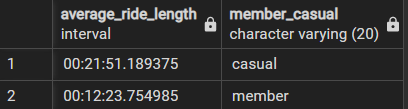 average_ride_length member_casual
interval character varying (20)
1 00:21:51.189375 casual
2 00:12:23.754985 member